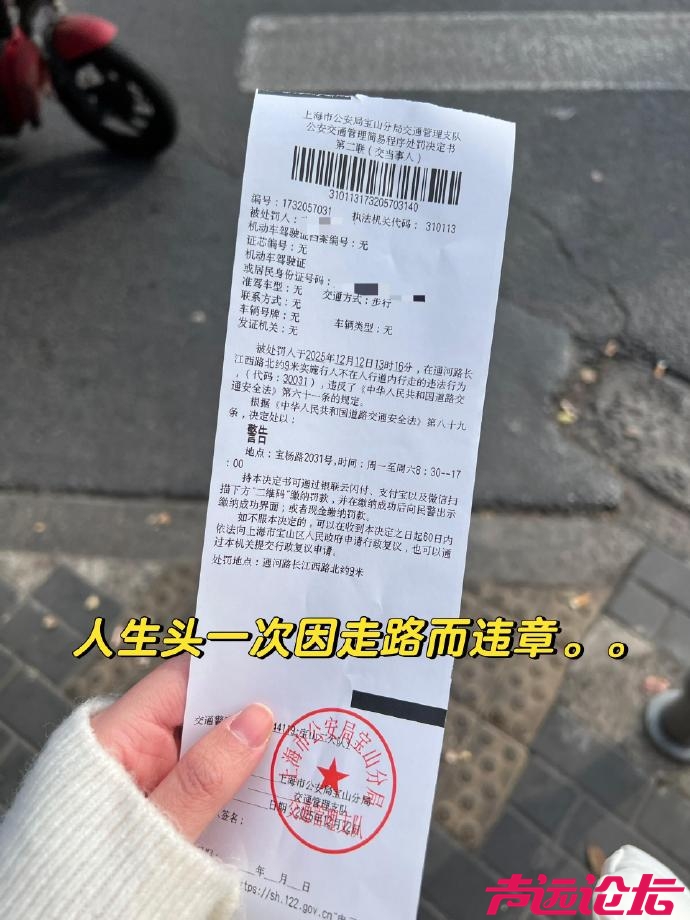 上海市公安局宝山分局交通管理支队
公安交通管理简易程序处罚决定书
第二联（交当事人）
310113173205703140
编号：1732057031 执法机关代码： 310113
被处罚人：
机动车驾驶证档案编号：无
证芯编号：无
机动车驾驶证
或居民身份证号码：
准驾车型：无 交通方式：步行
联系方式：无
车辆号牌：无 车辆类型：无
发证机关：无
被处罚人于2025年12月12日13时16分，在通河路长
江西路北约9米实施行人不在人行道内行走的违法行为
，（代码：30031），违反了《中华人民共和国道路交
通安全法》第六十一条的规定。
根据《中华人民共和国道路交通安全法》第八十九
条，决定处以：
警告
地点：宝杨路2031号,时间：周一至周六8：30--17
：00
持本决定书可通过银联云闪付、支付宝以及微信扫
描下方“二维码”缴纳罚款，并在缴纳成功后向民警出示
缴纳成功界面；或者现金缴纳罚款。
如不服本决定的，可以在收到本决定之日起60日内
依法向上海市宝山区人民政府申请行政复议，也可以通
过本机关提交行政复议申请。
处罚地点：通河路长江西路北约9米
人生头一次因走路而违章。。
交通警
上海市公安局宝山分局
交通管理支队
上海市公安局宝山分局
交通管理支队
日期：2025年12月12日
人签名：
年 月 日
https://sh.122.gov.cn
声远论坛